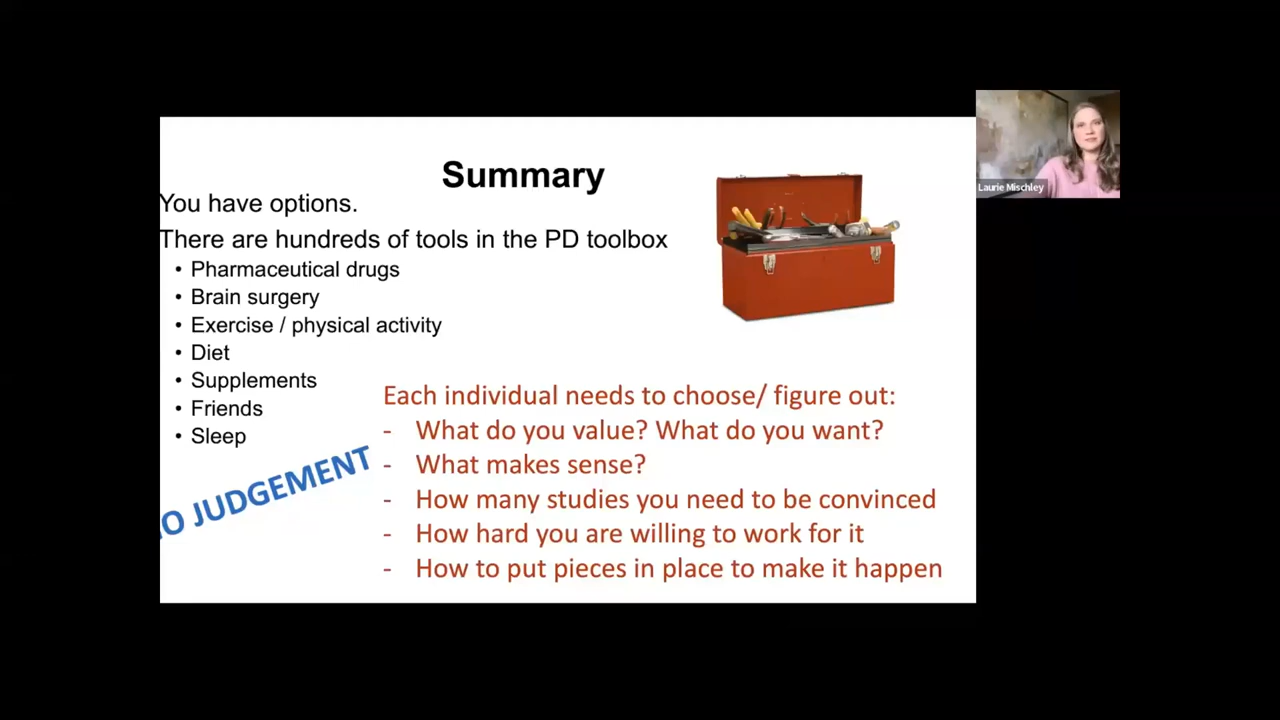 Summary
You have options.
There are hundreds of tools in the PD toolbox
• Pharmaceutical drugs
• Brain surgery
• Exercise / physical activity
• Diet
• Supplements
• Friends
• Sleep
JUDGEMENT
Each individual needs to choose/ figure out:
- What do you value? What do you want?
- What makes sense?
- How many studies you need to be convinced
- How hard you are willing to work for it
- How to put pieces in place to make it happen
Laurie Mischley